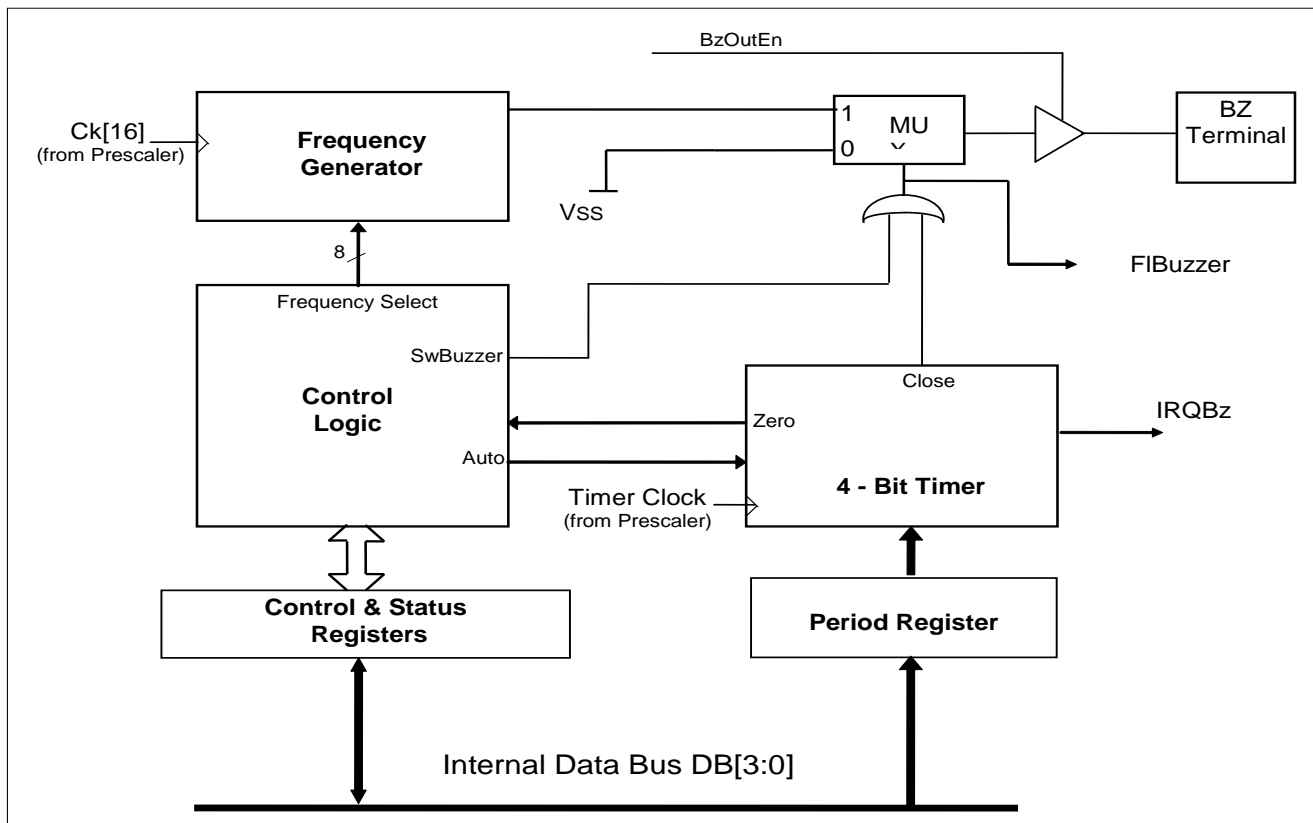 BzOutEn
Ck[16]
(from Prescaler)
Frequency
Generator
1
0
MU
X
BZ
Terminal
Vss
8
FlBuzzer
Frequency Select
SwBuzzer
Control
Logic
Auto
Close
Zero
4 - Bit Timer
IRQBz
Timer Clock
(from Prescaler)
Control & Status
Registers
Period Register
Internal Data Bus DB[3:0]